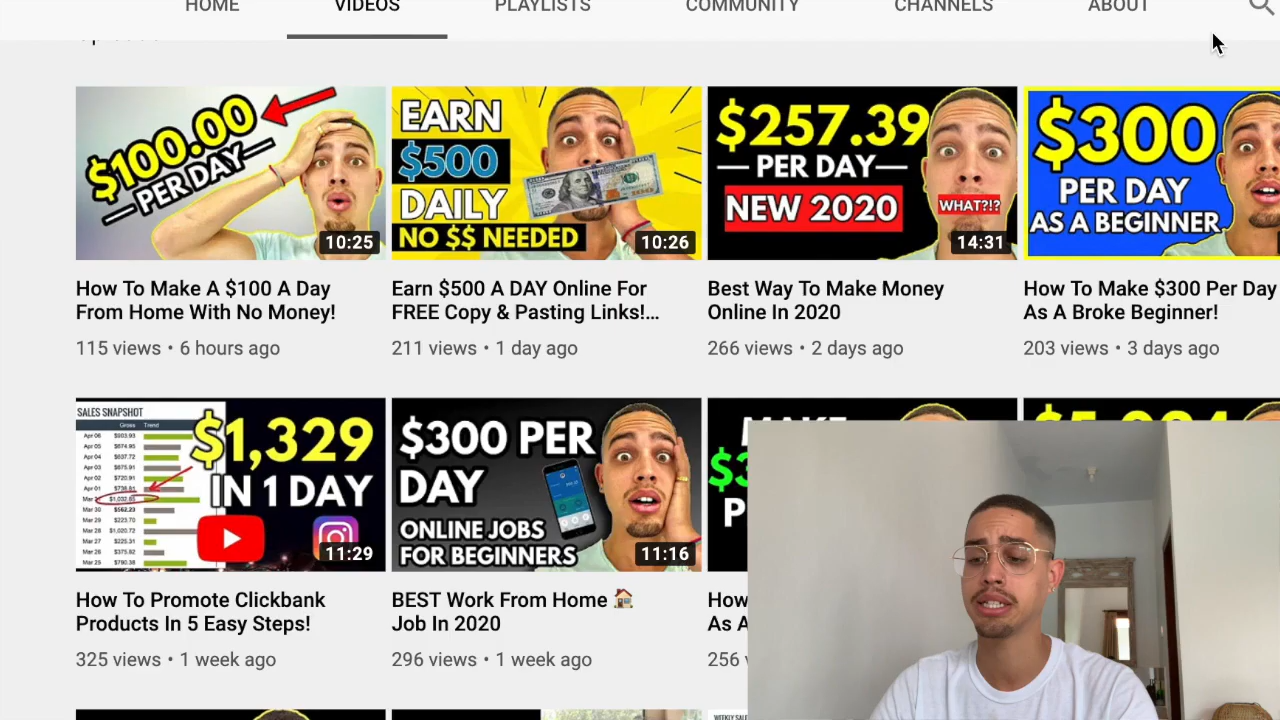 HOME VIDEOS PLAYLISTS COMMUNITY CHANNELS ABOUT
$100.00
PER DAY
10:25
EARN
$500
DAILY
NO $$ NEEDED
10:26
$257.39
PER DAY
NEW 2020
WHAT?!?
14:31
$300
PER DAY
AS A BEGINNER
How To Make A $100 A Day
From Home With No Money!
115 views • 6 hours ago
Earn $500 A DAY Online For
FREE Copy & Pasting Links!...
211 views • 1 day ago
Best Way To Make Money
Online In 2020
266 views • 2 days ago
How To Make $300 Per Day
As A Broke Beginner!
203 views • 3 days ago
SALES SNAPSHOT
Gross Trend
$1,329
IN 1 DAY
11:29
$300 PER
DAY
ONLINE JOBS
FOR BEGINNERS
11:16
MAKE
How To Promote Clickbank
Products In 5 Easy Steps!
325 views • 1 week ago
BEST Work From Home 🏠
Job In 2020
296 views • 1 week ago
How
As A
256